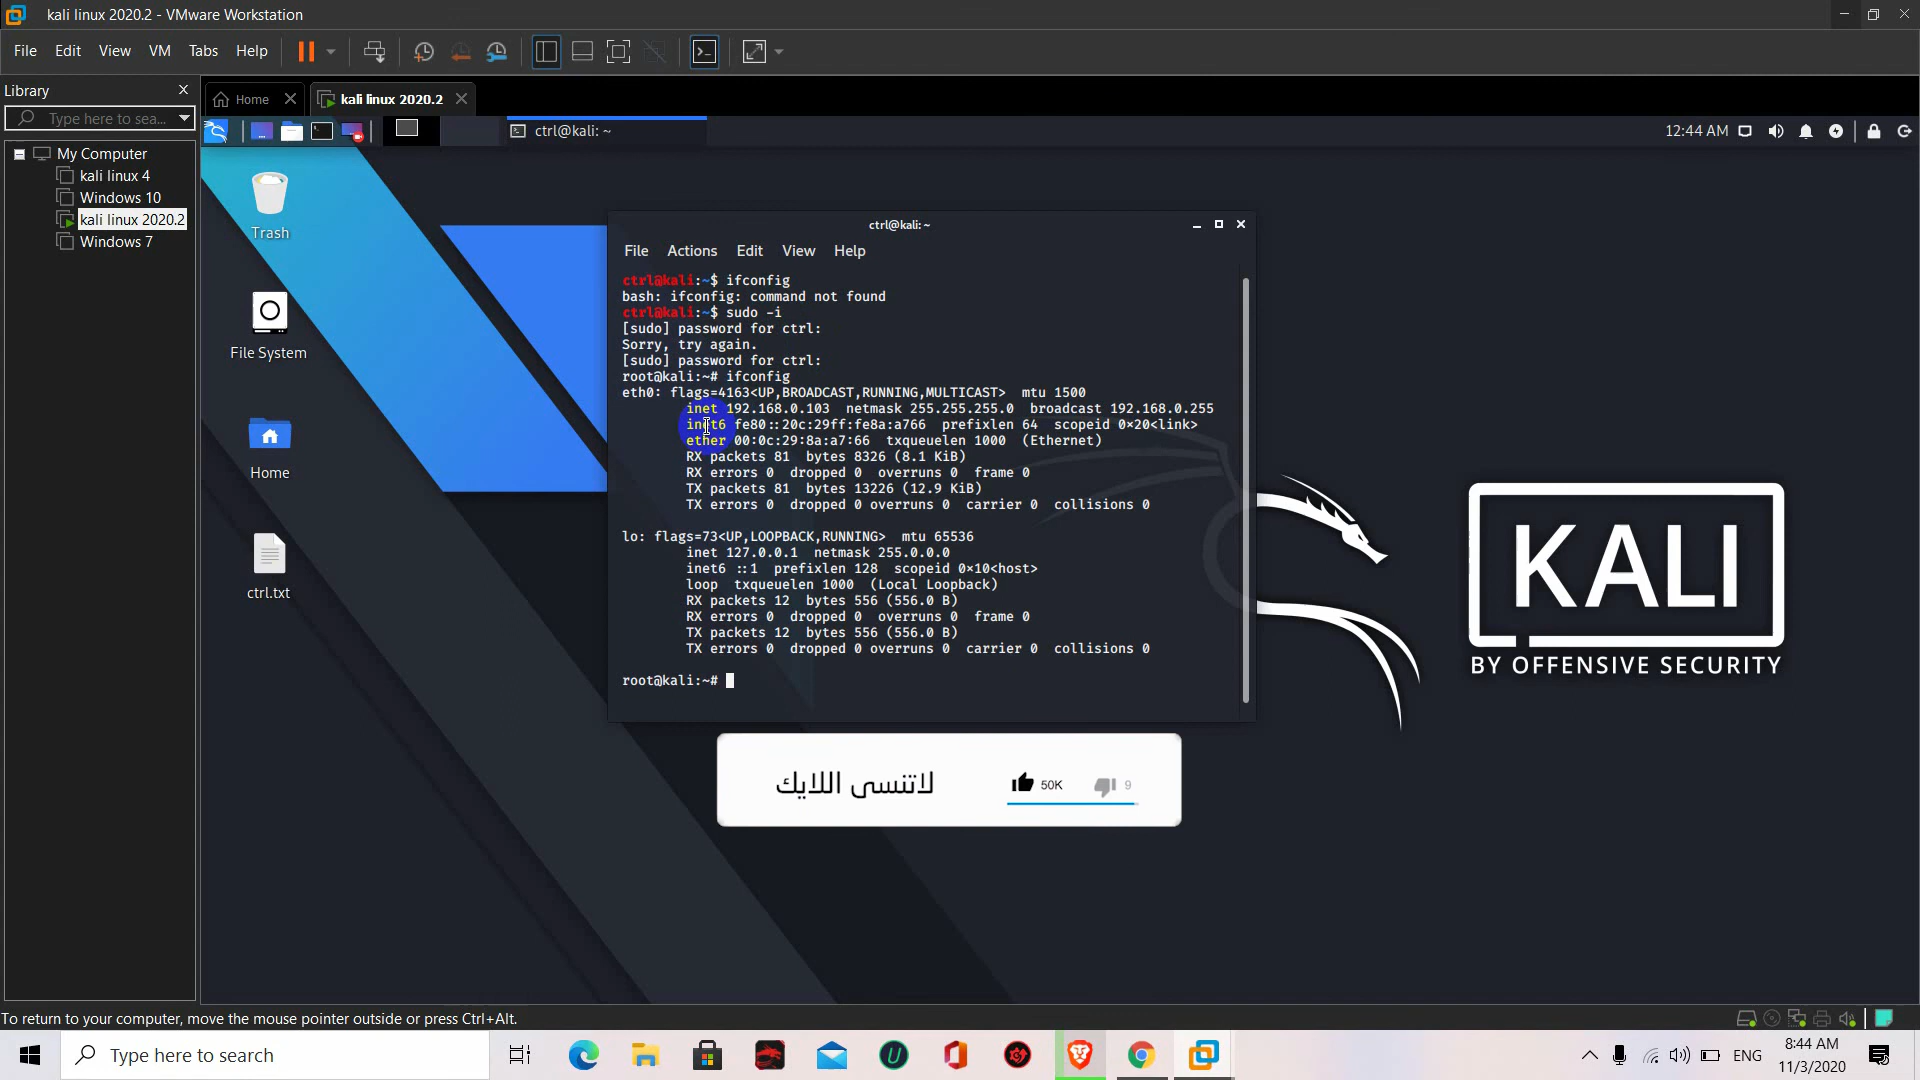 kali linux 2020.2 - VMware Workstation
File Edit View VM Tabs Help
Library
Type here to sea...
My Computer
kali linux 4
Windows 10
kali linux 2020.2
Windows 7
Home
kali linux 2020.2
ctrl@kali: ~
12:44 AM
Trash
File System
Home
ctrl.txt
ctrl@kali: ~
File Actions Edit View Help
ctrl@kali:~$ ifconfig
bash: ifconfig: command not found
ctrl@kali:~$ sudo -i
[sudo] password for ctrl:
Sorry, try again.
[sudo] password for ctrl:
root@kali:~# ifconfig
eth0: flags=4163<UP,BROADCAST,RUNNING,MULTICAST> mtu 1500
inet 192.168.0.103 netmask 255.255.255.0 broadcast 192.168.0.255
inet6 fe80::20c:29ff:fe8a:a766 prefixlen 64 scopeid 0×20<link>
ether 00:0c:29:8a:a7:66 txqueuelen 1000 (Ethernet)
RX packets 81 bytes 8326 (8.1 KiB)
RX errors 0 dropped 0 overruns 0 frame 0
TX packets 81 bytes 13226 (12.9 KiB)
TX errors 0 dropped 0 overruns 0 carrier 0 collisions 0
lo: flags=73<UP,LOOPBACK,RUNNING> mtu 65536
inet 127.0.0.1 netmask 255.0.0.0
inet6 ::1 prefixlen 128 scopeid 0×10<host>
loop txqueuelen 1000 (Local Loopback)
RX packets 12 bytes 556 (556.0 B)
RX errors 0 dropped 0 overruns 0 frame 0
TX packets 12 bytes 556 (556.0 B)
TX errors 0 dropped 0 overruns 0 carrier 0 collisions 0
root@kali:~#
KALI
BY OFFENSIVE SECURITY
لاتنسى اللايك
50K 9
To return to your computer, move the mouse pointer outside or press Ctrl+Alt.
Type here to search
ENG
8:44 AM
11/3/2020